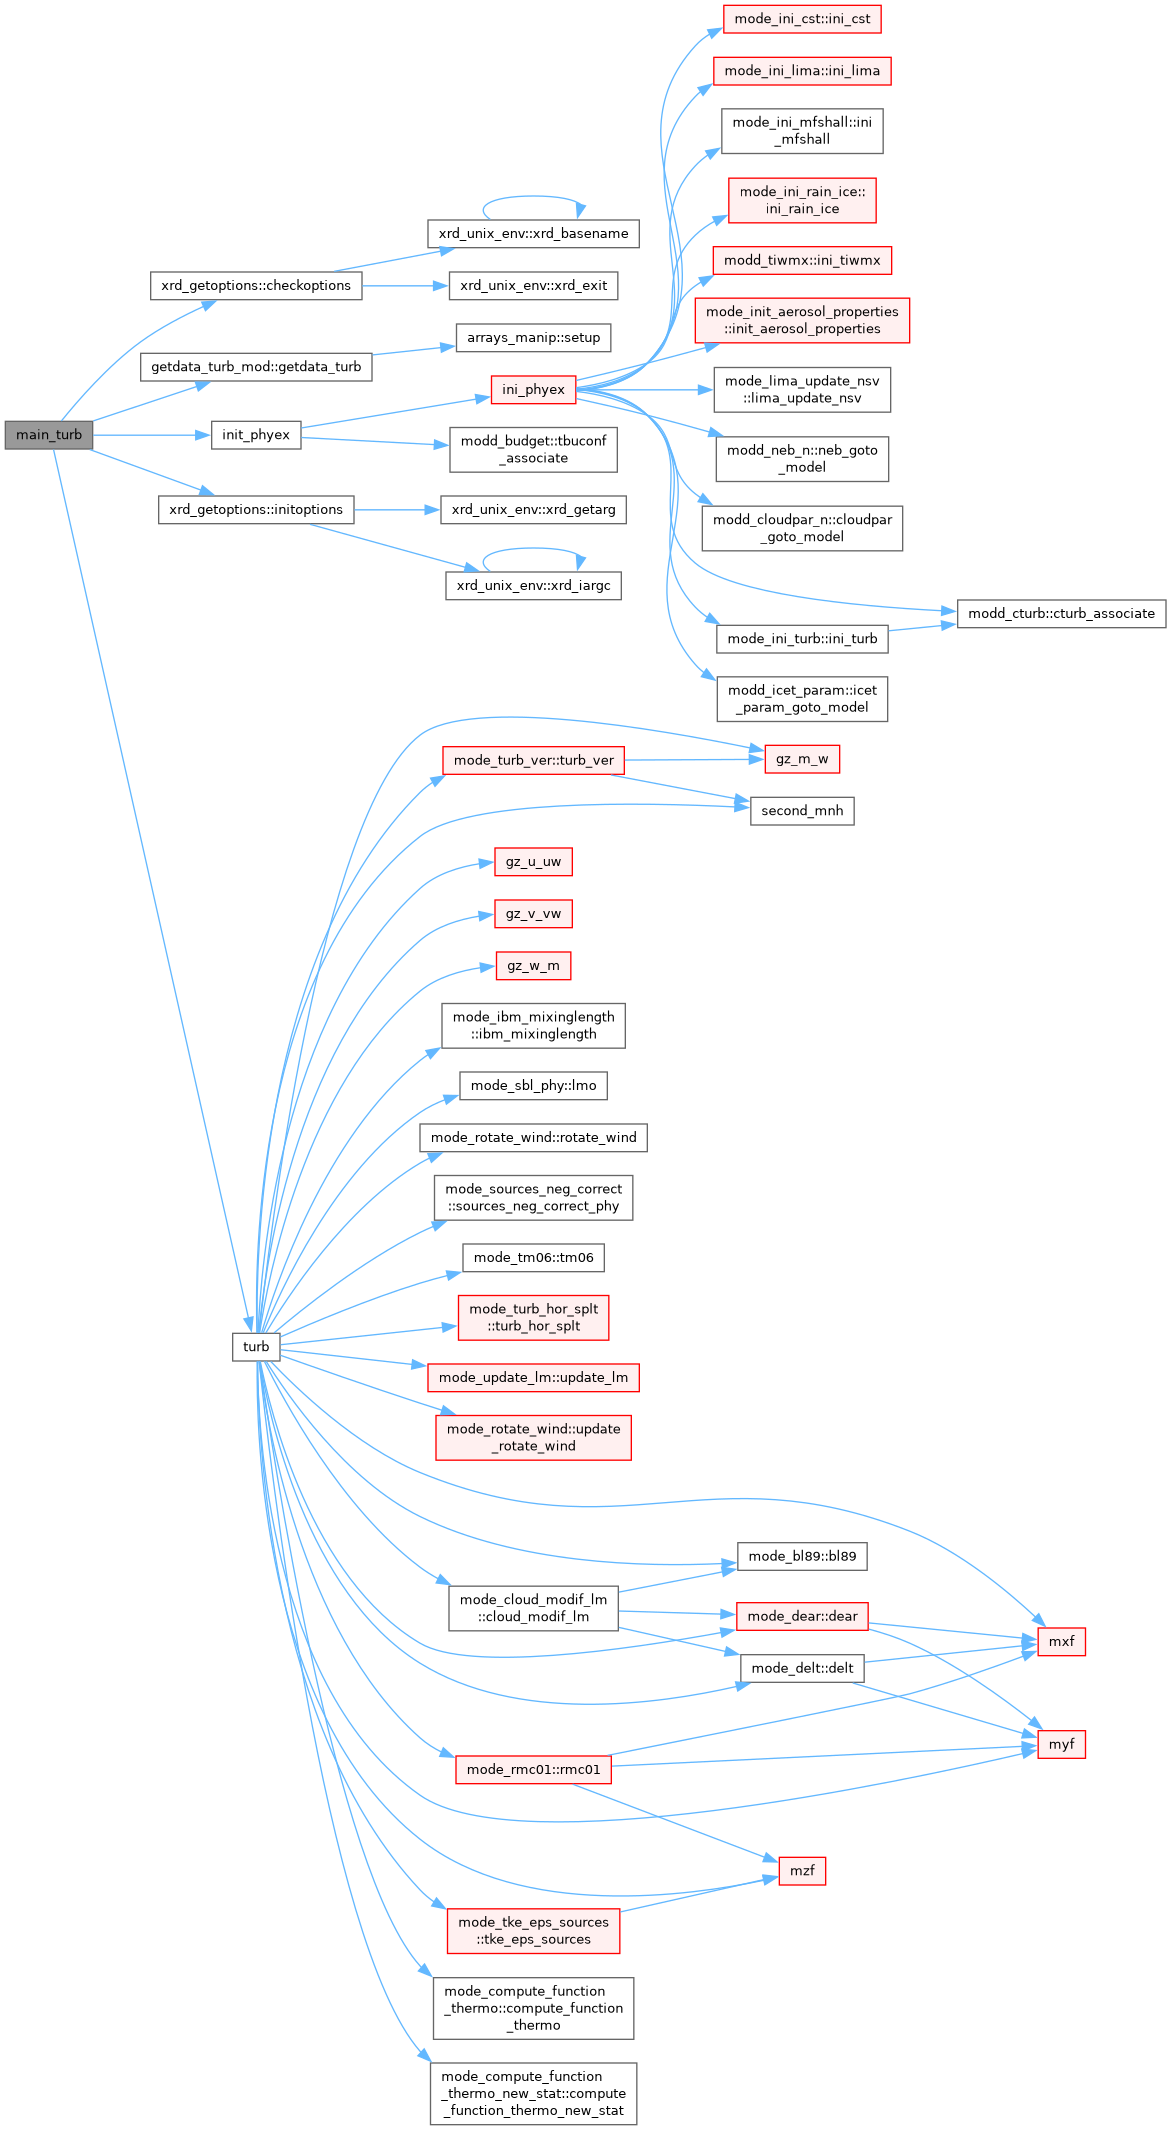 mode_ini_cst::ini_cst
mode_ini_lima::ini_lima
mode_ini_mfshall::ini
_mfshall
mode_ini_rain_ice::
ini_rain_ice
xrd_unix_env::xrd_basename
modd_tiwmx::ini_tiwmx
xrd_getoptions::checkoptions
xrd_unix_env::xrd_exit
mode_init_aerosol_properties
::init_aerosol_properties
arrays_manip::setup
getdata_turb_mod::getdata_turb
ini_phyex
mode_lima_update_nsv
::lima_update_nsv
main_turb
init_phyex
modd_budget::tbuconf
_associate
modd_neb_n::neb_goto
_model
xrd_getoptions::initoptions
xrd_unix_env::xrd_getarg
modd_cloudpar_n::cloudpar
_goto_model
xrd_unix_env::xrd_iargc
modd_cturb::cturb_associate
mode_ini_turb::ini_turb
modd_icet_param::icet
_param_goto_model
mode_turb_ver::turb_ver
gz_m_w
second_mnh
gz_u_uw
gz_v_vw
gz_w_m
mode_ibm_mixinglength
::ibm_mixinglength
mode_sbl_phy::lmo
mode_rotate_wind::rotate_wind
mode_sources_neg_correct
::sources_neg_correct_phy
mode_tm06::tm06
mode_turb_hor_splt
::turb_hor_splt
turb
mode_update_lm::update_lm
mode_rotate_wind::update
_rotate_wind
mode_bl89::bl89
mode_cloud_modif_lm
::cloud_modif_lm
mode_dear::dear
mxf
mode_delt::delt
myf
mode_rmc01::rmc01
mzf
mode_tke_eps_sources
::tke_eps_sources
mode_compute_function
_thermo::compute_function
_thermo
mode_compute_function
_thermo_new_stat::compute
_function_thermo_new_stat